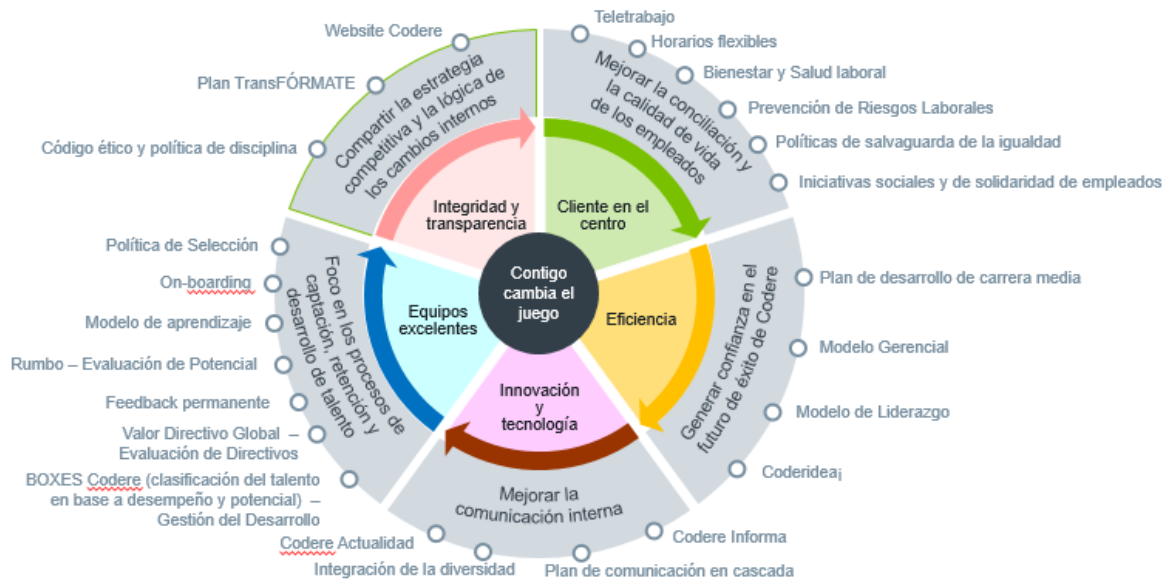 Website Codere
Plan TransFÓRMATE
Código ético y política de disciplina
Compartir la estrategia
competitiva y la lógica de
los cambios internos
Integridad y
transparencia
Teletrabajo
Horarios flexibles
Bienestar y Salud laboral
Prevención de Riesgos Laborales
Políticas de salvaguarda de la igualdad
Iniciativas sociales y de solidaridad de empleados
Mejorar la conciliación y
la calidad de vida
de los empleados
Cliente en el
centro
Contigo
cambia el
juego
Plan de desarrollo de carrera media
Modelo Gerencial
Modelo de Liderazgo
Coderidea¡
Generar confianza en el
futuro de éxito de Codere
Eficiencia
Innovación
y
tecnología
Mejorar la
comunicación interna
Codere Informa
Plan de comunicación en cascada
Integración de la diversidad
Codere Actualidad
Equipos
excelentes
Foco en los procesos de
captación, retención y
desarrollo de talento
Política de Selección
On-boarding
Modelo de aprendizaje
Rumbo – Evaluación de Potencial
Feedback permanente
Valor Directivo Global –
Evaluación de Directivos
BOXES Codere (clasificación del talento
en base a desempeño y potencial) –
Gestión del Desarrollo